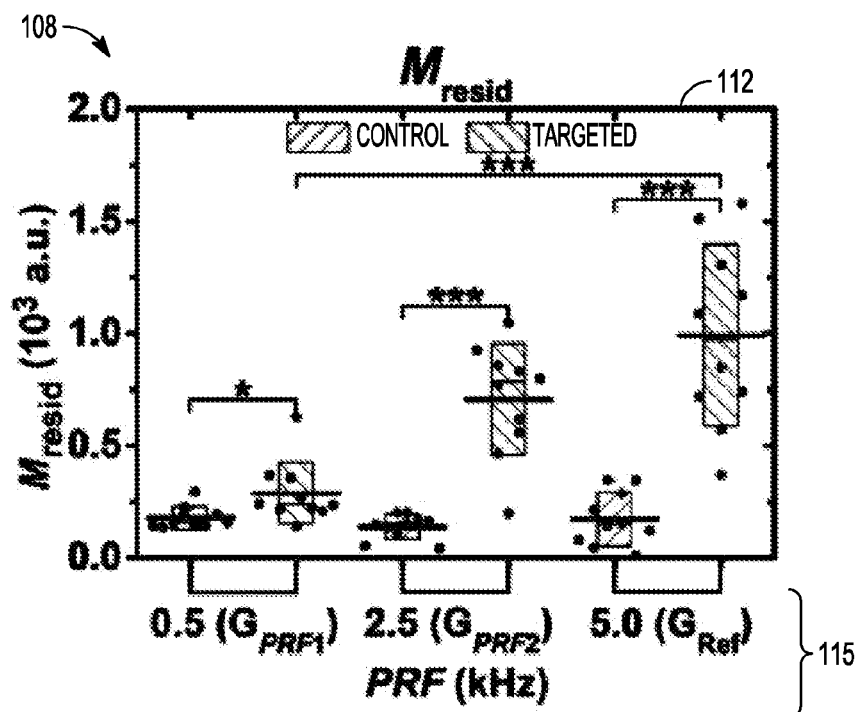 108
M resid
112
2.0
CONTROL TARGETED
***
***
1.5
***
1.0
*
0.5
0.0
M resid (10³ a.u.)
0.5 (G PRF1) 2.5 (G PRF2) 5.0 (G Ref)
PRF (kHz)
115